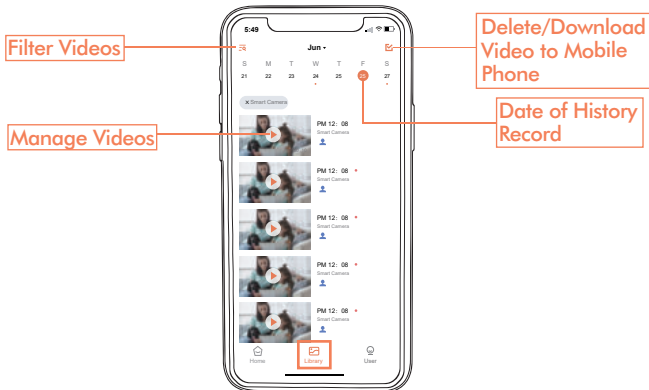 Filter Videos
Manage Videos
Delete/Download
Video to Mobile
Phone
Date of History
Record
5:49
Jun
S M T W T F S
21 22 23 24 25 26 27
x Smart Camera
PM 12: 08
Smart Camera
PM 12: 08
Smart Camera
PM 12: 08
Smart Camera
PM 12: 08
Smart Camera
PM 12: 08
Smart Camera
Home Library User